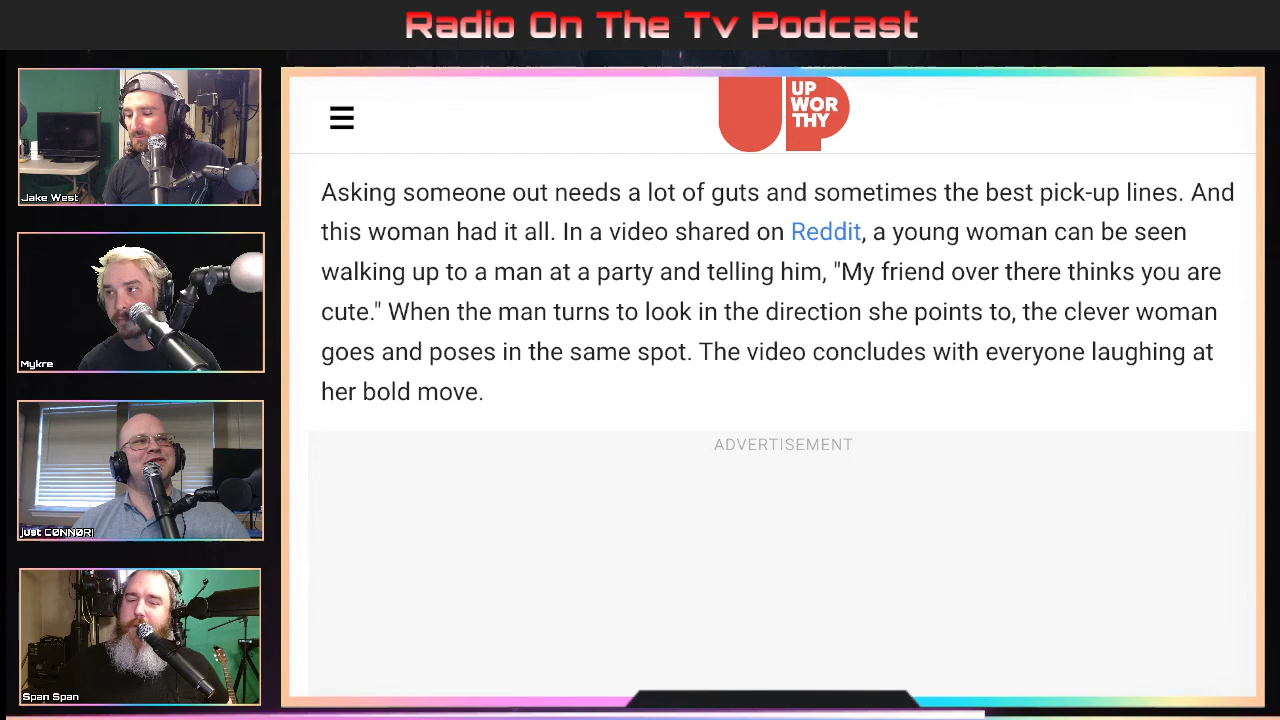 Radio On The Tv Podcast
Jake West
Mykre
Just CØNNØR!
Span Span
UP
WOR
THY
Asking someone out needs a lot of guts and sometimes the best pick-up lines. And
this woman had it all. In a video shared on Reddit, a young woman can be seen
walking up to a man at a party and telling him, "My friend over there thinks you are
cute." When the man turns to look in the direction she points to, the clever woman
goes and poses in the same spot. The video concludes with everyone laughing at
her bold move.
ADVERTISEMENT